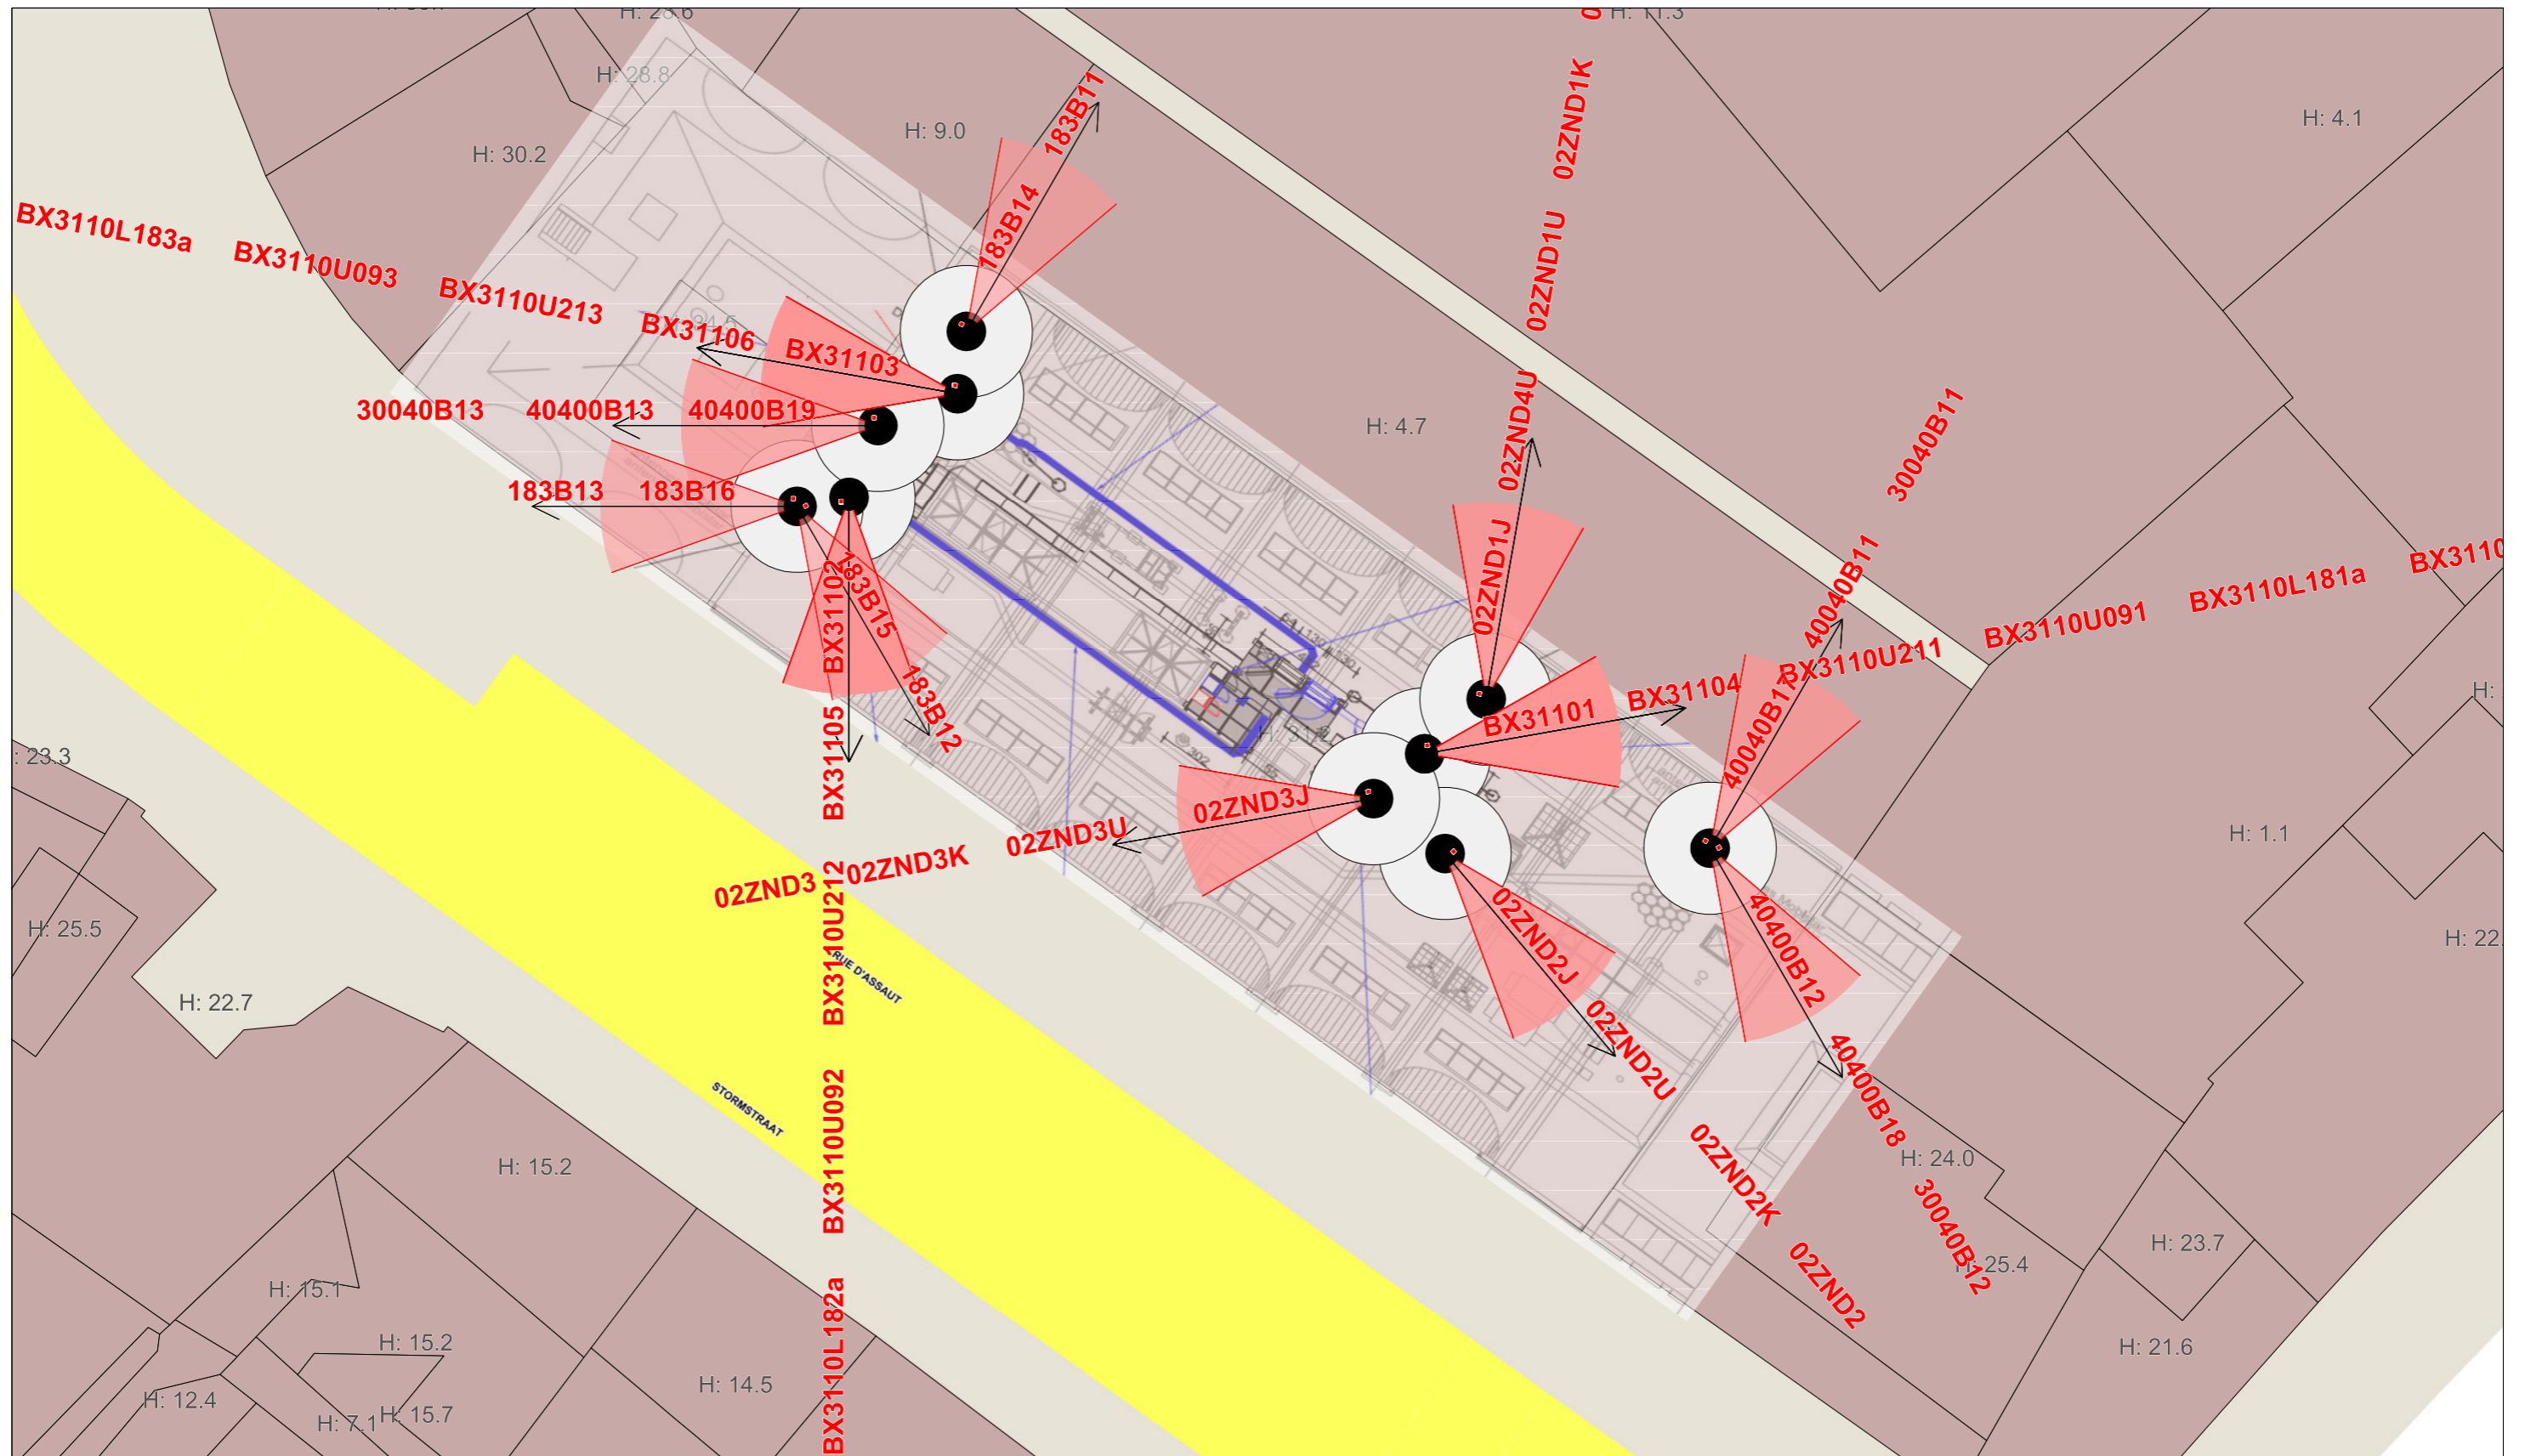 H: 28.6
H: 11.3
H: 28.8
H: 9.0
H: 30.2
H: 4.1
183B11
183B14
02ZND1K
02ZND1U
02ZND4U
02ZND1J
BX3110L183a
BX3110U093
BX3110U213
BX31106
BX31103
30040B13
40400B13
40400B19
183B13
183B16
H: 4.7
30040B11
40040B11
BX3110U211
BX3110U091
BX3110L181a
BX3110
BX31101
BX31104
183B15
183B12
BX31102
BX31105
BX3110U212
BX3110U092
BX3110L182a
02ZND3J
02ZND3U
02ZND3K
02ZND3
02ZND2J
02ZND2U
02ZND2K
02ZND2
40400B12
40400B18
30040B12
: 23.3
H:
H: 1.1
H: 22.
H: 25.5
H: 22.7
RUE D'ASSAUT
STORMSTRAAT
H: 15.2
H: 24.0
H: 25.4
H: 23.7
H: 15.1
H: 15.2
H: 21.6
H: 14.5
H: 12.4
H: 7.1
H: 15.7